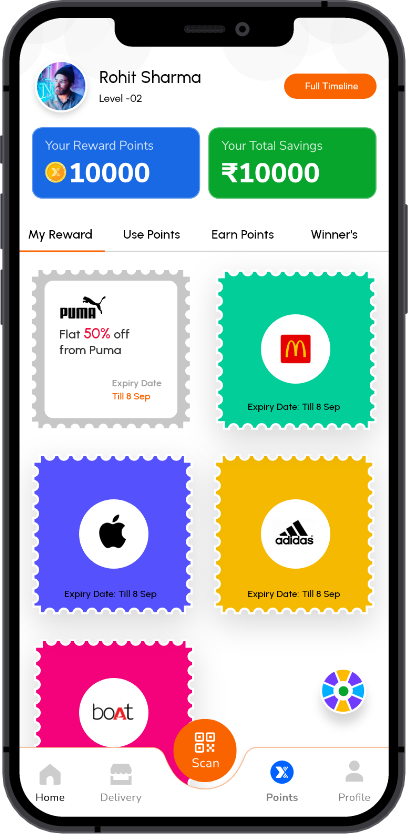 Rohit Sharma
Level -02
Full Timeline
Your Reward Points
10000
Your Total Savings
₹10000
My Reward
Use Points
Earn Points
Winner's
PUMA
Flat 50% off
from Puma
Expiry Date
Till 8 Sep
Expiry Date: Till 8 Sep
Expiry Date: Till 8 Sep
adidas
Expiry Date: Till 8 Sep
boAt
Scan
Home
Delivery
Points
Profile